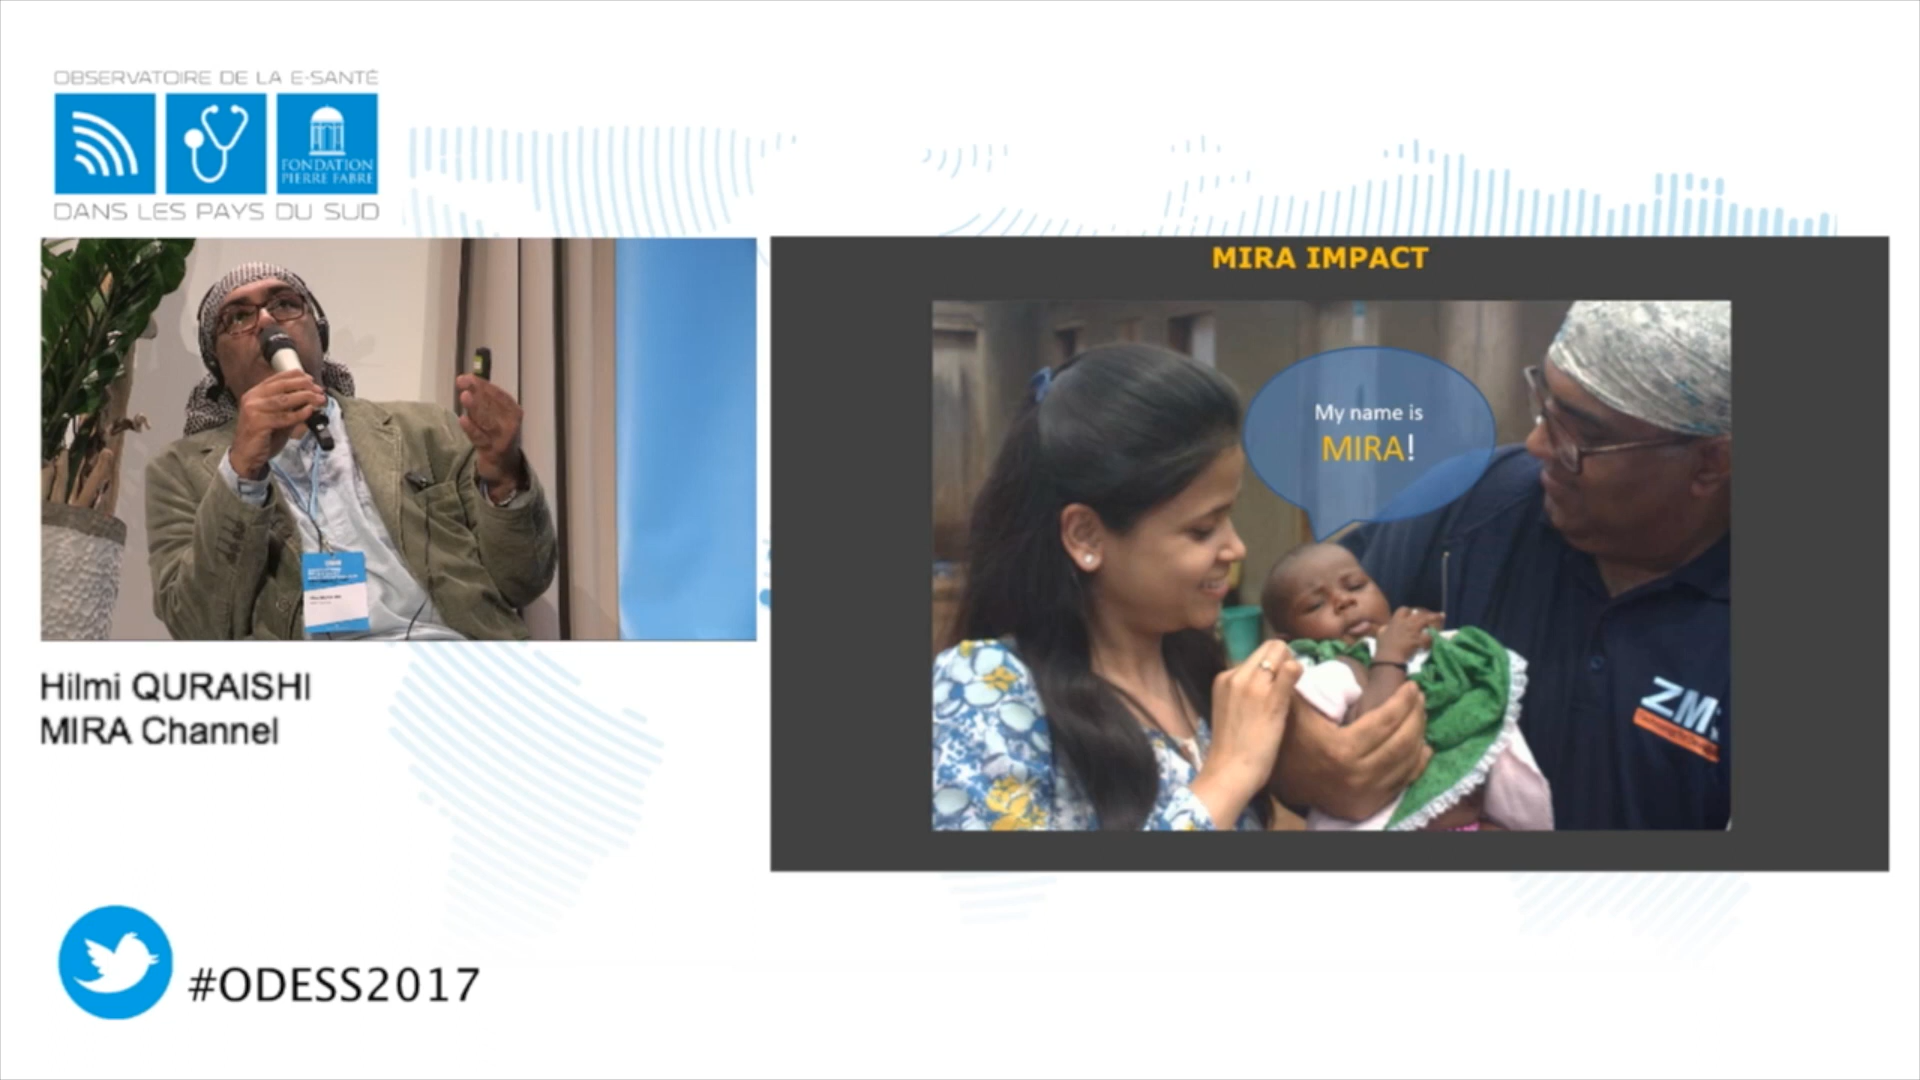 OBSERVATOIRE DE LA E-SANTÉ
FONDATION
PIERRE FABRE
DANS LES PAYS DU SUD
MIRA IMPACT
My name is
MIRA!
ZM
Hilmi QURAISHI
MIRA Channel
#ODESS2017